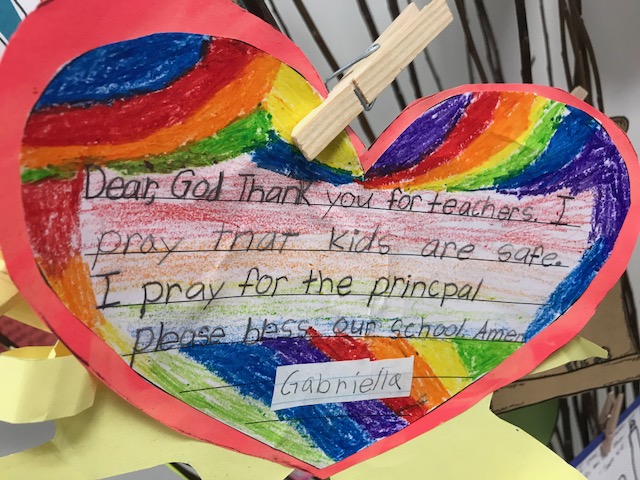 Dear, God Thank you for teachers. I
pray that kids are safe.
I pray for the princpal
please bless our school Amen
Gabriella